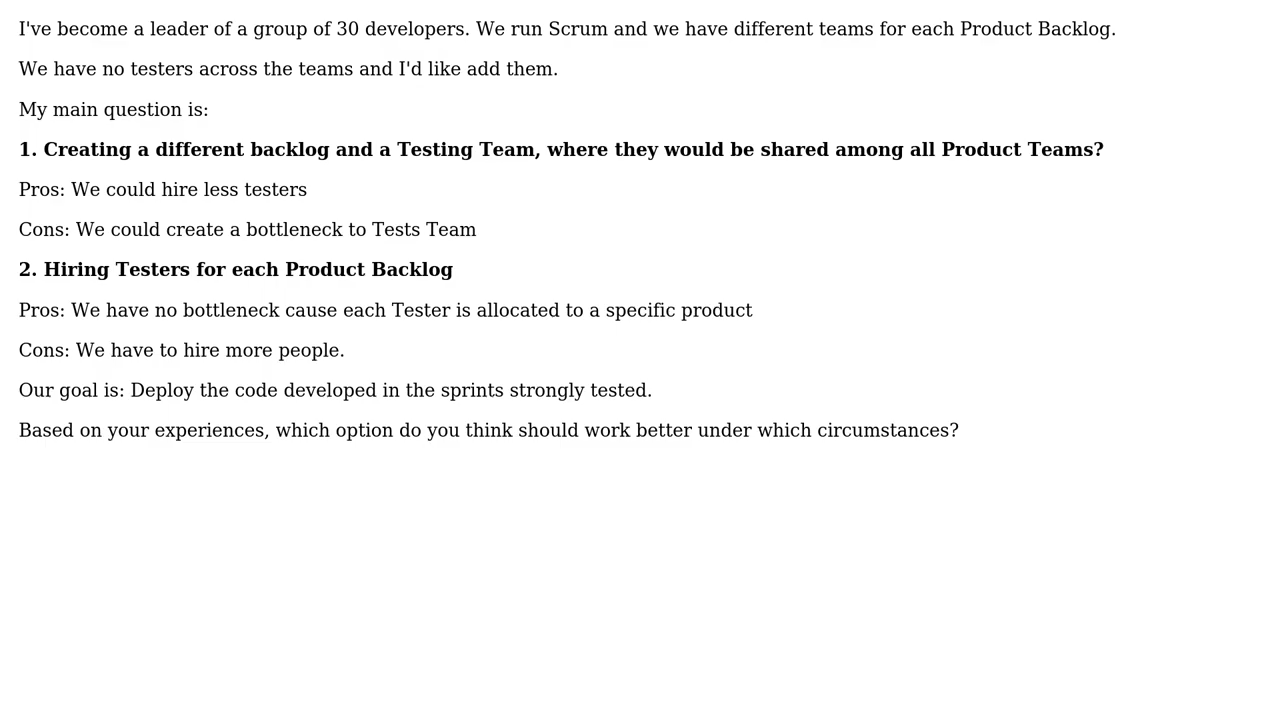 I've become a leader of a group of 30 developers. We run Scrum and we have different teams for each Product Backlog.
We have no testers across the teams and I'd like add them.
My main question is:
1. Creating a different backlog and a Testing Team, where they would be shared among all Product Teams?
Pros: We could hire less testers
Cons: We could create a bottleneck to Tests Team
2. Hiring Testers for each Product Backlog
Pros: We have no bottleneck cause each Tester is allocated to a specific product
Cons: We have to hire more people.
Our goal is: Deploy the code developed in the sprints strongly tested.
Based on your experiences, which option do you think should work better under which circumstances?